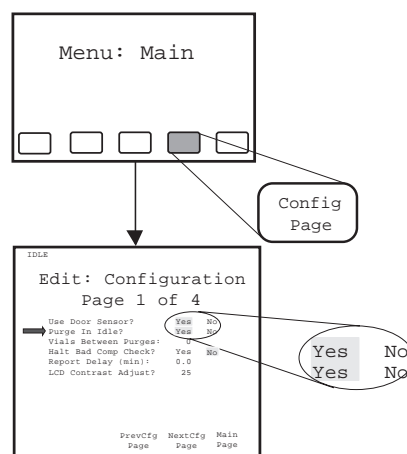 Menu: Main
Config
Page
IDLE
Edit: Configuration
Page 1 of 4
Use Door Sensor? Yes No
Purge In Idle? Yes No
Vials Between Purges: 0
Halt Bad Comp Check? Yes No
Report Delay (min): 0.0
LCD Contrast Adjust? 25
Yes No
Yes No
PrevCfg NextCfg Main
Page Page Page